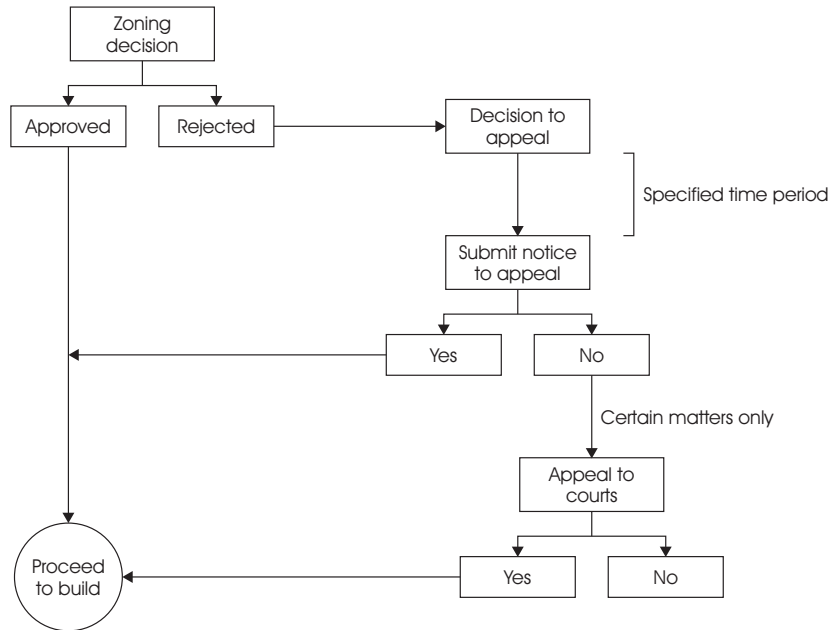 Zoning
decision
Approved
Rejected
Decision to
appeal
Specified time period
Submit notice
to appeal
Yes
No
Certain matters only
Appeal to
courts
Proceed
to build
Yes
No